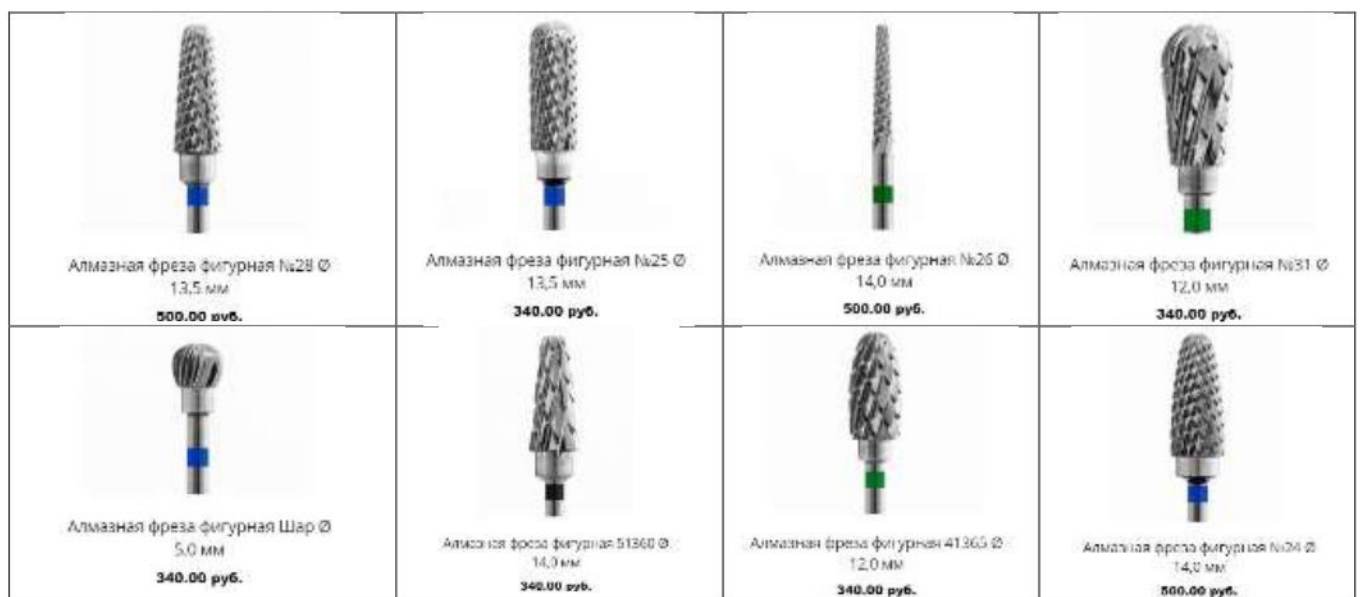 Алмазная фреза фигурная №28 Ø
13,5 мм
500.00 руб.
Алмазная фреза фигурная №25 Ø
13,5 мм
340.00 руб.
Алмазная фреза фигурная №26 Ø
14,0 мм
500.00 руб.
Алмазная фреза фигурная №31 Ø
12,0 мм
340.00 руб.
Алмазная фреза фигурная Шар Ø
5,0 мм
340.00 руб.
Алмазная фреза фигурная 51360 Ø
14,0 мм
340.00 руб.
Алмазная фреза фигурная 41365 Ø
12,0 мм
340.00 руб.
Алмазная фреза фигурная №24 Ø
14,0 мм
500.00 руб.